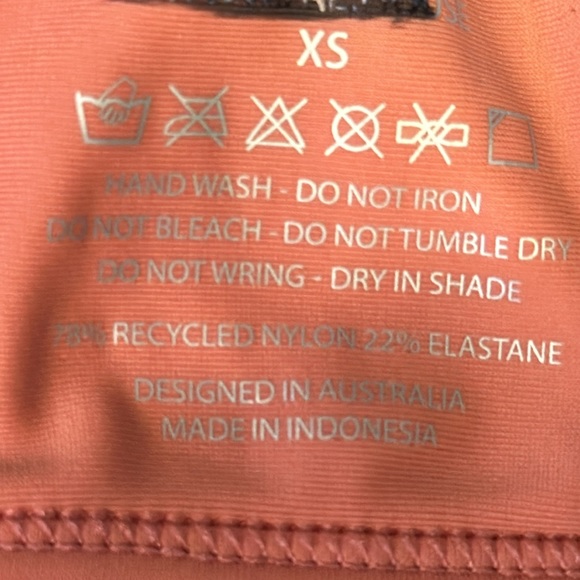 XS
HAND WASH - DO NOT IRON
DO NOT BLEACH - DO NOT TUMBLE DRY
DO NOT WRING - DRY IN SHADE
78% RECYCLED NYLON 22% ELASTANE
DESIGNED IN AUSTRALIA
MADE IN INDONESIA